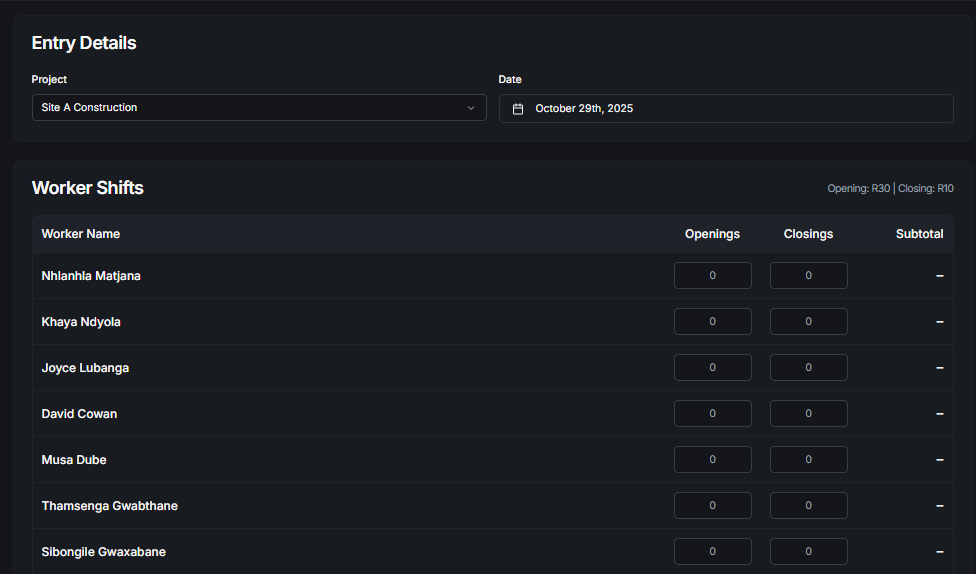 Entry Details
Project Date
Site A Construction October 29th, 2025
Worker Shifts Opening: R30 | Closing: R10
Worker Name Openings Closings Subtotal
Nhlanhla Matjana 0 0 –
Khaya Ndyola 0 0 –
Joyce Lubanga 0 0 –
David Cowan 0 0 –
Musa Dube 0 0 –
Thamsenga Gwabthane 0 0 –
Sibongile Gwaxabane 0 0 –